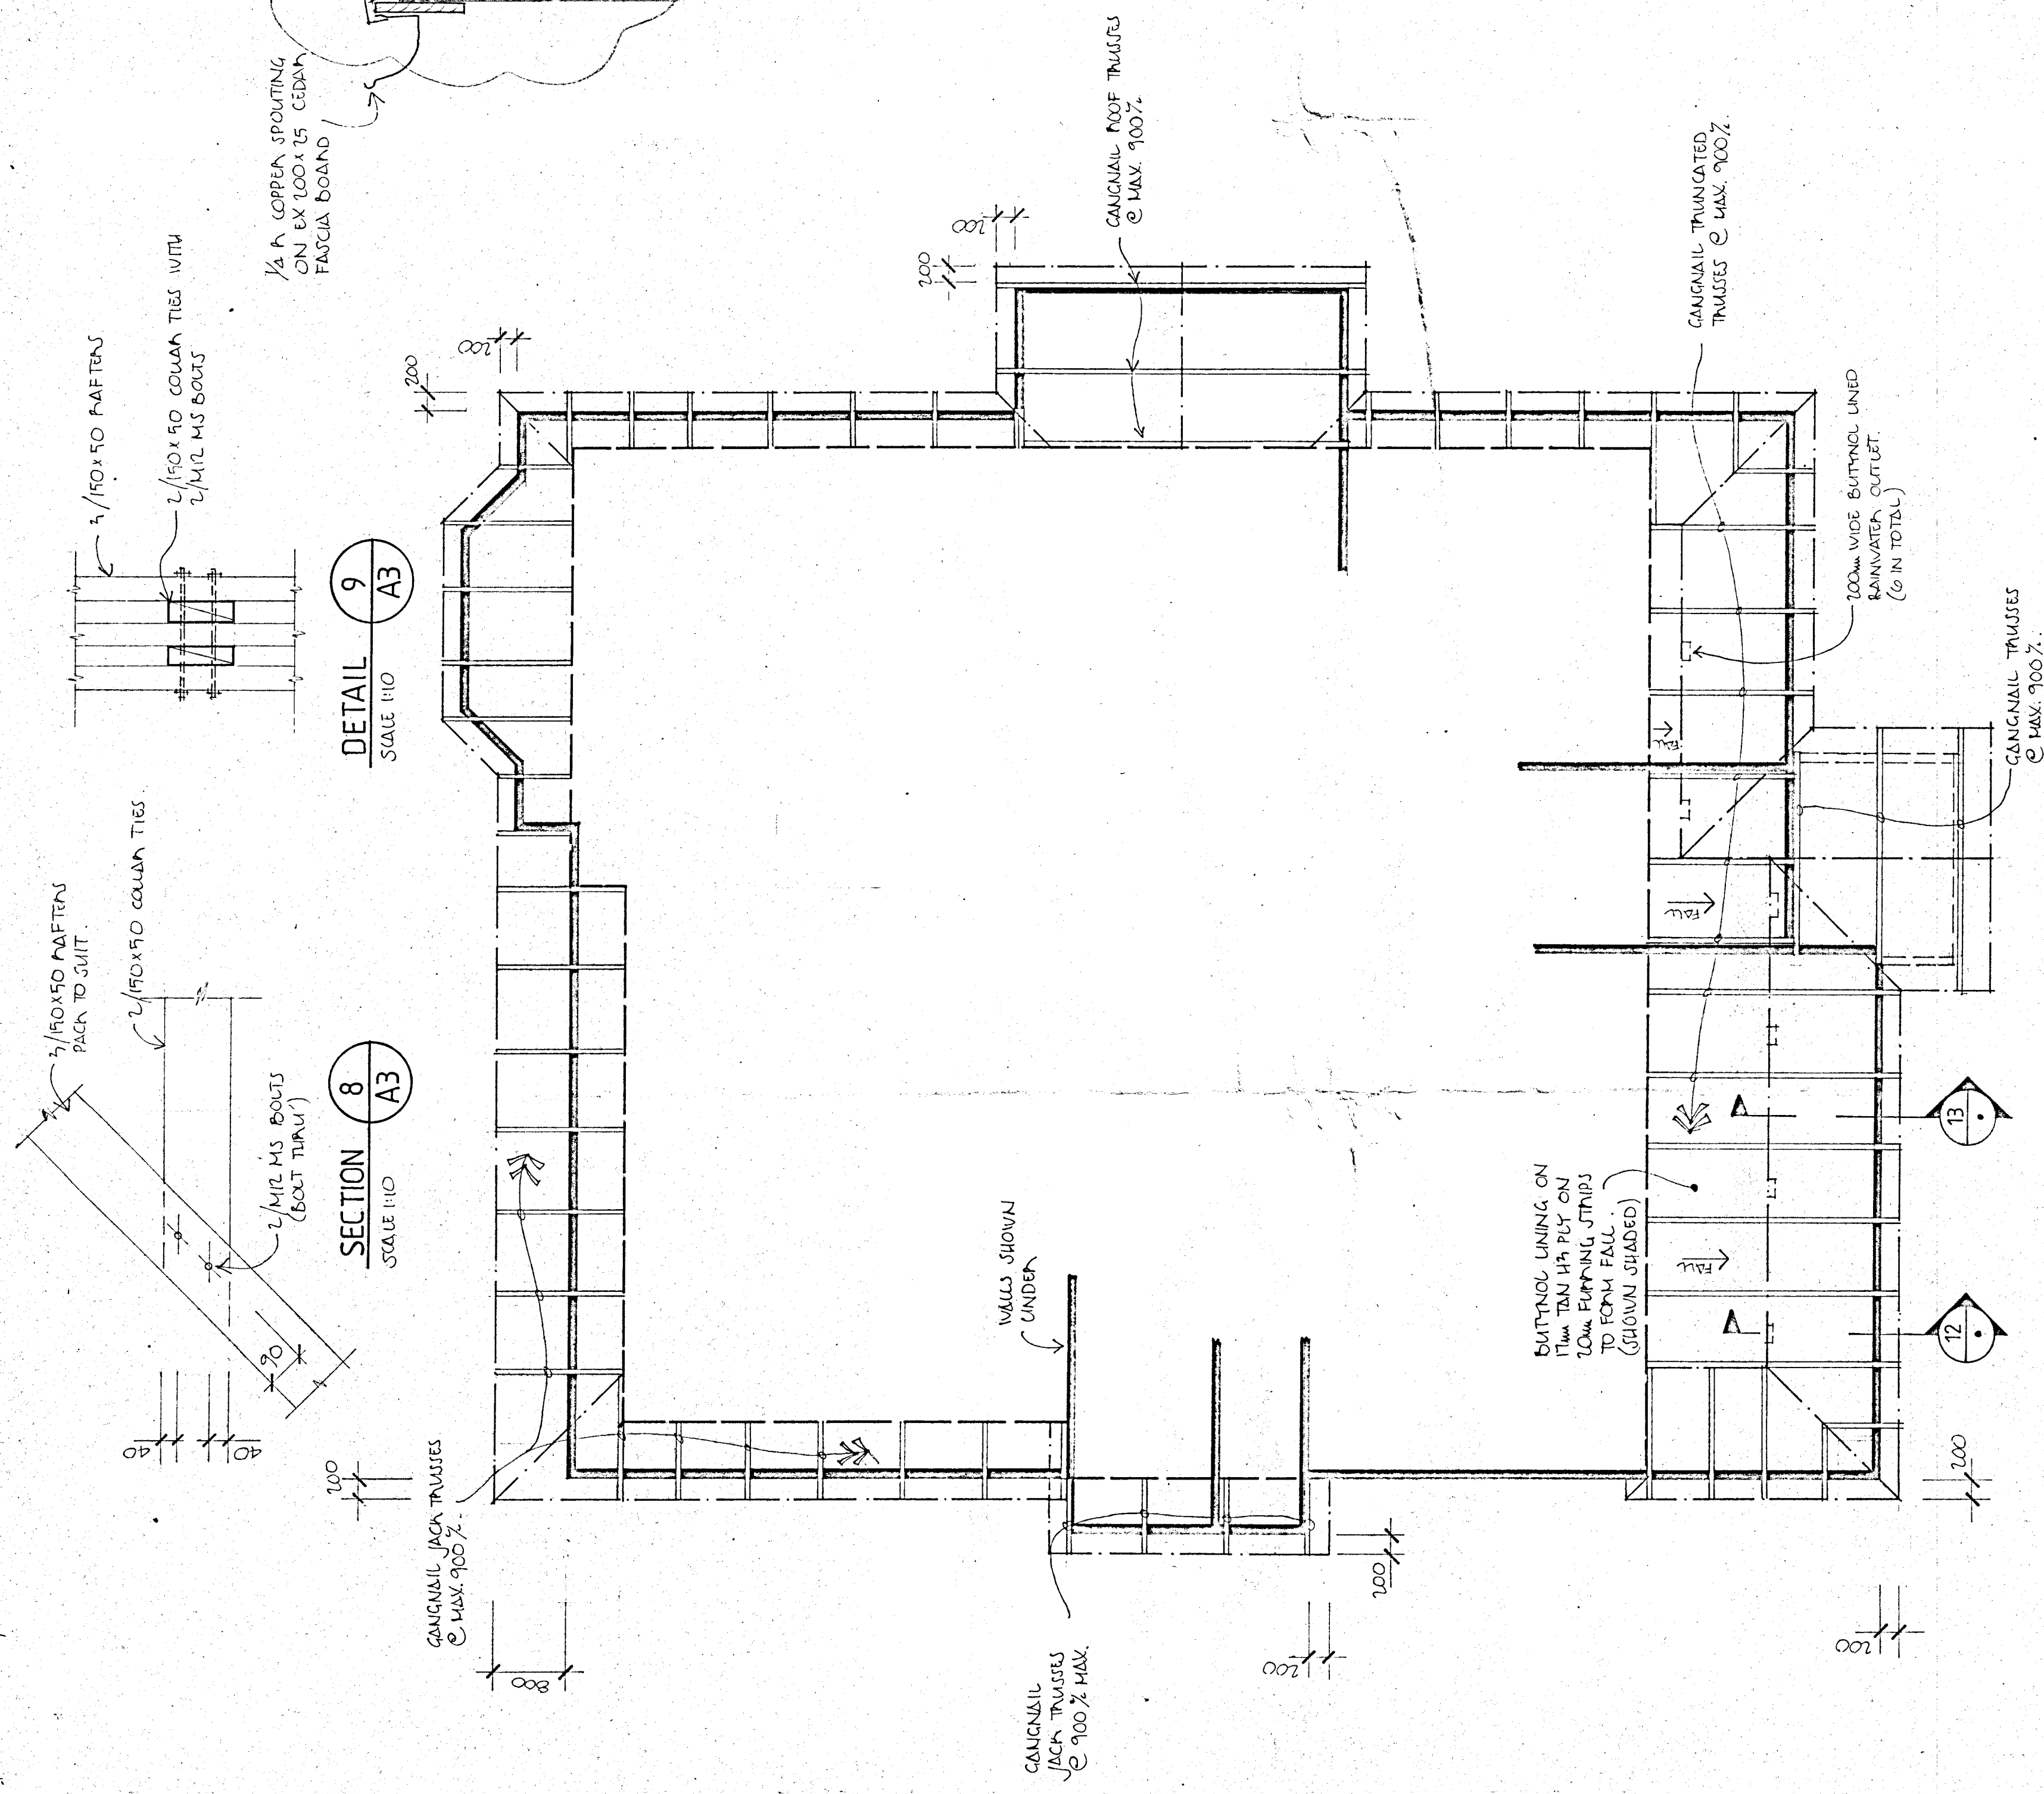 1/4 R COPPER SPOUTING
ON EX 200x25 CEDAR
FASCIA BOARD
3/150x50 RAFTERS
2/150x50 COLLAR TIES WITH
2/M12 MS BOLTS
DETAIL
SCALE 1:10
9
A3
3/150x50 RAFTERS
PACK TO SUIT.
2/150x50 COLLAR TIES.
2/M12 MS BOLTS
(BOLT THRU')
90
40
40
SECTION
SCALE 1:10
8
A3
200
200
200
200
GANGNAIL ROOF TRUSSES
@ MAX. 900%
GANGNAIL TRUNCATED
TRUSSES @ MAX. 900%.
200mm WIDE BUTYNOL LINED
RAINWATER OUTLET.
(6 IN TOTAL)
GANGNAIL TRUSSES
@ MAX. 900%.
FALL
FALL
FALL
13
12
BUTYNOL LINING ON
17mm TAN H3 PLY ON
20mm FURRING STRIPS
TO FORM FALL.
(SHOWN SHADED)
WALLS SHOWN
UNDER
GANGNAIL JACK TRUSSES
@ MAX. 900%.
200
800
GANGNAIL
JACK TRUSSES
@ 900% MAX.
200
200
200
200